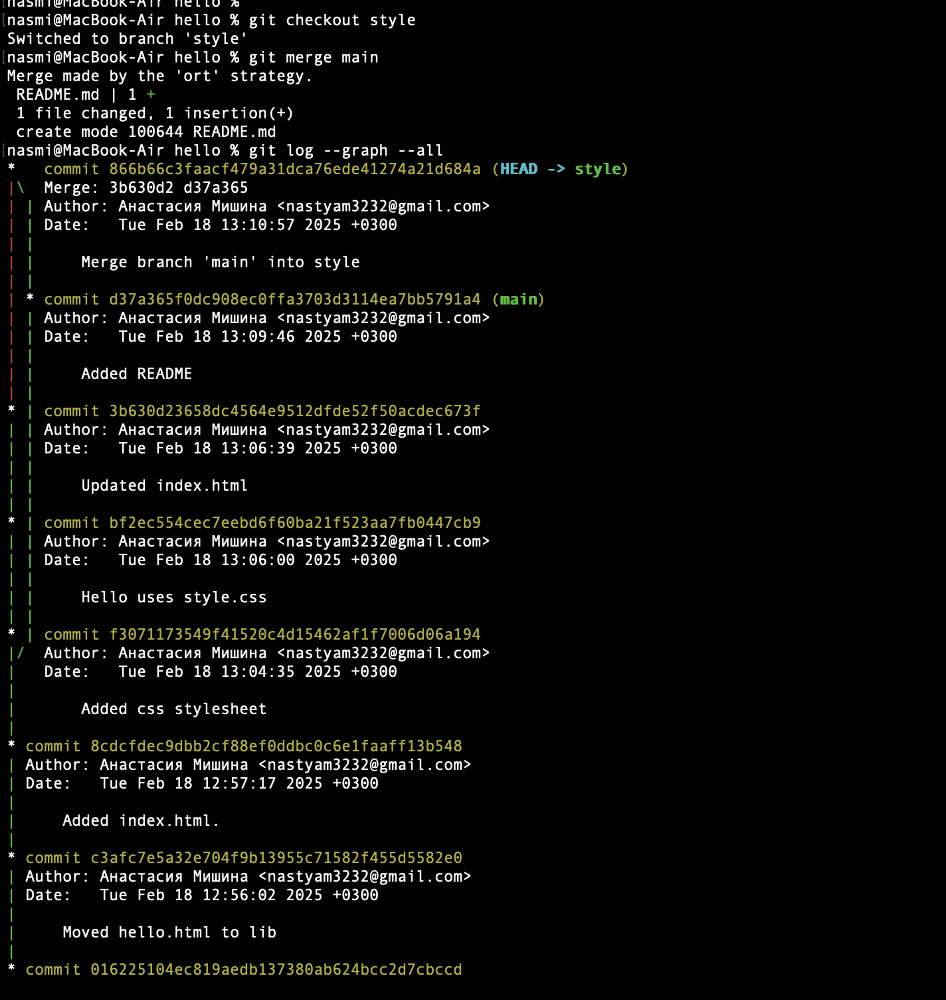 [nasmi@MacBook-Air hello %
[nasmi@MacBook-Air hello % git checkout style
Switched to branch 'style'
[nasmi@MacBook-Air hello % git merge main
Merge made by the 'ort' strategy.
 README.md | 1 +
 1 file changed, 1 insertion(+)
 create mode 100644 README.md
[nasmi@MacBook-Air hello % git log --graph --all
*   commit 866b66c3faacf479a31dca76ede41274a21d684a (HEAD -> style)
|\  Merge: 3b630d2 d37a365
| | Author: Анастасия Мишина <nastyam3232@gmail.com>
| | Date:   Tue Feb 18 13:10:57 2025 +0300
| |
| |     Merge branch 'main' into style
| |
| * commit d37a365f0dc908ec0ffa3703d3114ea7bb5791a4 (main)
| | Author: Анастасия Мишина <nastyam3232@gmail.com>
| | Date:   Tue Feb 18 13:09:46 2025 +0300
| |
| |     Added README
| |
* | commit 3b630d23658dc4564e9512dfde52f50acdec673f
| | Author: Анастасия Мишина <nastyam3232@gmail.com>
| | Date:   Tue Feb 18 13:06:39 2025 +0300
| |
| |     Updated index.html
| |
* | commit bf2ec554cec7eebd6f60ba21f523aa7fb0447cb9
| | Author: Анастасия Мишина <nastyam3232@gmail.com>
| | Date:   Tue Feb 18 13:06:00 2025 +0300
| |
| |     Hello uses style.css
| |
* | commit f3071173549f41520c4d15462af1f7006d06a194
|/  Author: Анастасия Мишина <nastyam3232@gmail.com>
|   Date:   Tue Feb 18 13:04:35 2025 +0300
|
|       Added css stylesheet
|
* commit 8cdcfdec9dbb2cf88ef0ddbc0c6e1faaff13b548
| Author: Анастасия Мишина <nastyam3232@gmail.com>
| Date:   Tue Feb 18 12:57:17 2025 +0300
|
|     Added index.html.
|
* commit c3afc7e5a32e704f9b13955c71582f455d5582e0
| Author: Анастасия Мишина <nastyam3232@gmail.com>
| Date:   Tue Feb 18 12:56:02 2025 +0300
|
|     Moved hello.html to lib
|
* commit 016225104ec819aedb137380ab624bcc2d7cbccd